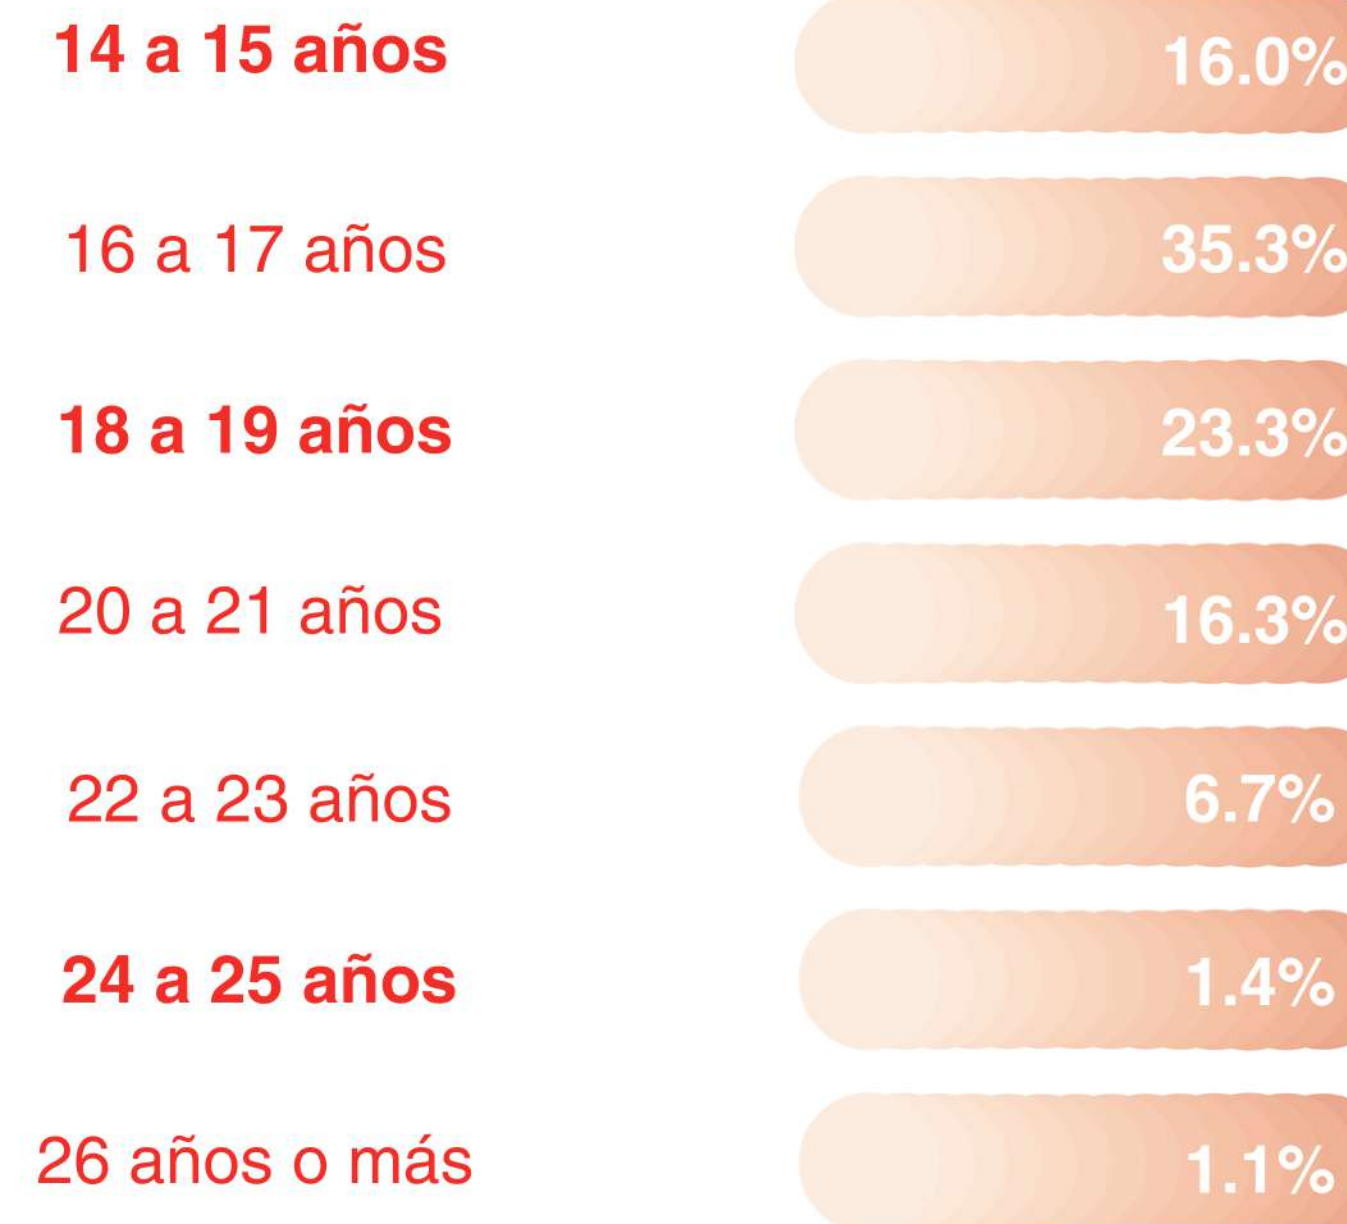 14 a 15 años 16.0%
16 a 17 años 35.3%
18 a 19 años 23.3%
20 a 21 años 16.3%
22 a 23 años 6.7%
24 a 25 años 1.4%
26 años o más 1.1%